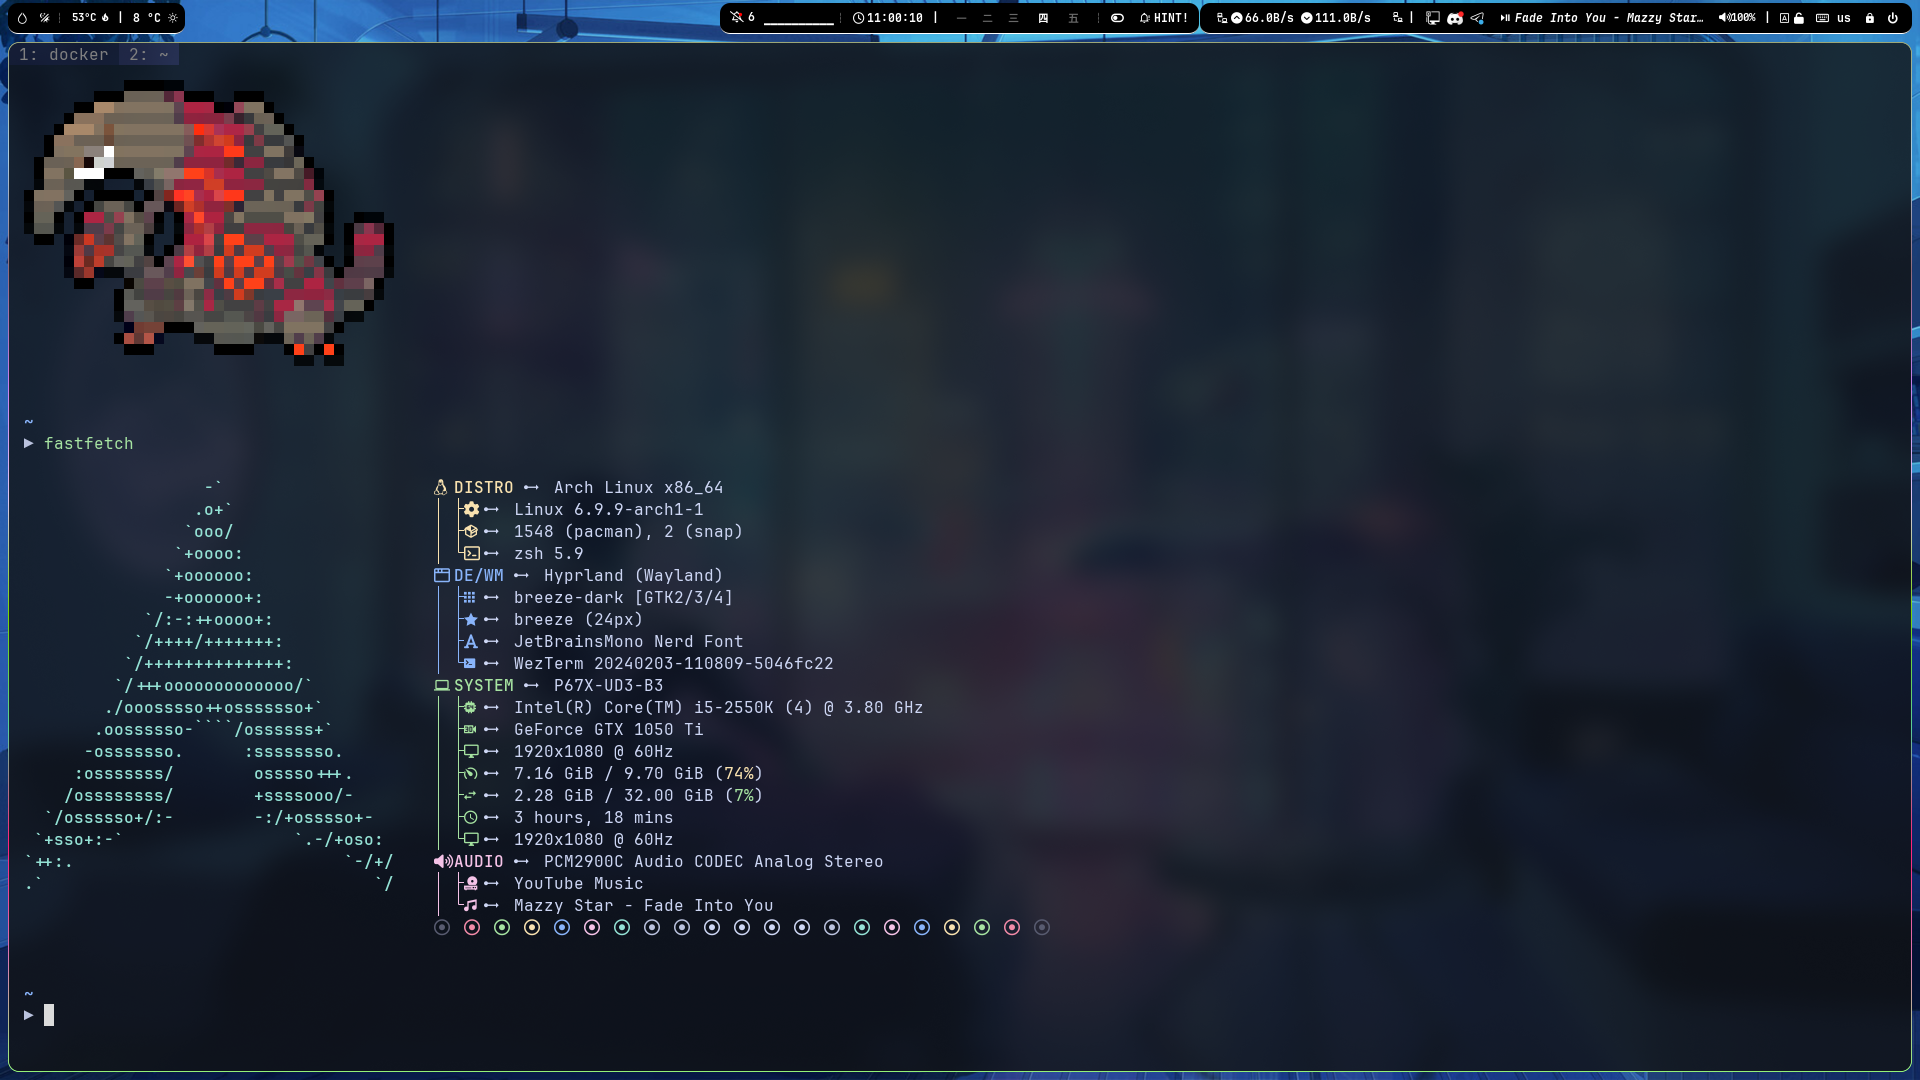 53°C | 8 °C
6 ________ 11:00:10 | 一 二 三 四 五 HINT! 66.0B/s 111.0B/s | Fade Into You - Mazzy Star… 100% | us
1: docker 2: ~
~
▶ fastfetch
-`
.o+`
`ooo/
`+oooo:
`+oooooo:
-+oooooo+:
`/:-:++oooo+:
`/++++/+++++++:
`/++++++++++++++:
`/+++ooooooooooooo/`
./ooosssso++osssssso+`
.oossssso-````/ossssss+`
-osssssso. :ssssssso.
:osssssss/ osssso+++.
/ossssssss/ +ssssooo/-
`/ossssso+/:- -:/+osssso+-
`+sso+:-` `.-/+oso:
`++:. `-/+/
.` `/
DISTRO Arch Linux x86_64
Linux 6.9.9-arch1-1
1548 (pacman), 2 (snap)
zsh 5.9
DE/WM Hyprland (Wayland)
breeze-dark [GTK2/3/4]
breeze (24px)
JetBrainsMono Nerd Font
WezTerm 20240203-110809-5046fc22
SYSTEM P67X-UD3-B3
Intel(R) Core(TM) i5-2550K (4) @ 3.80 GHz
GeForce GTX 1050 Ti
1920x1080 @ 60Hz
7.16 GiB / 9.70 GiB (74%)
2.28 GiB / 32.00 GiB (7%)
3 hours, 18 mins
1920x1080 @ 60Hz
AUDIO PCM2900C Audio CODEC Analog Stereo
YouTube Music
Mazzy Star - Fade Into You
~
▶